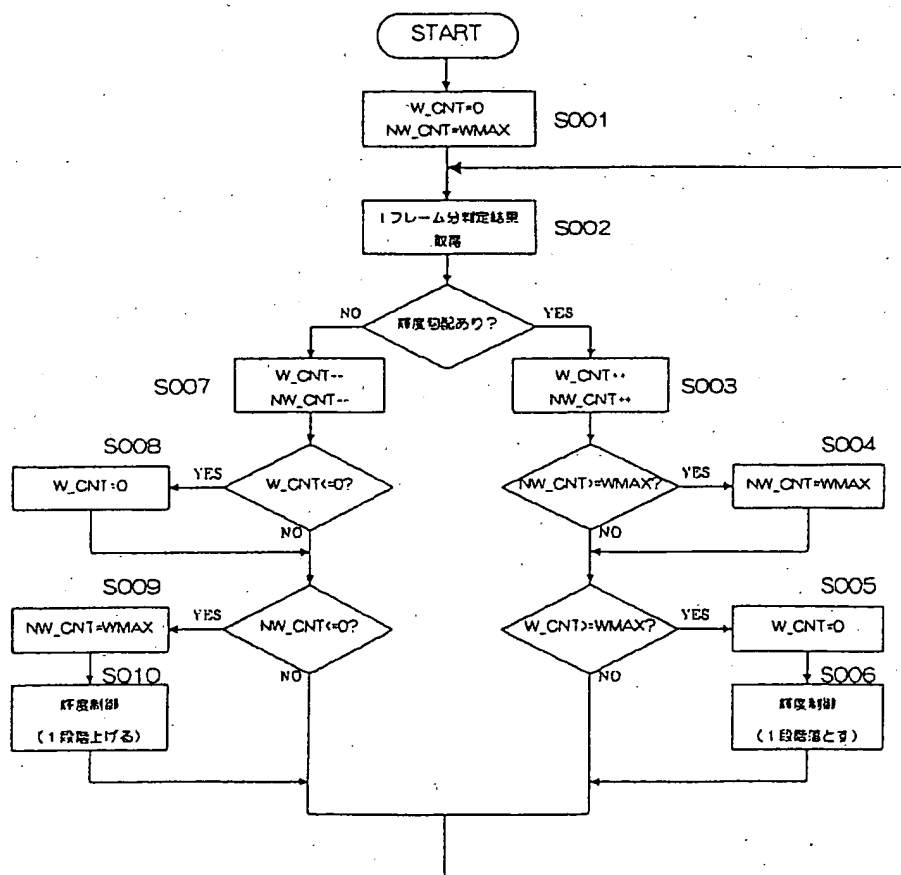 START
W_CNT=0
NW_CNT=WMAX
S001
1フレーム分判定結果
取得
S002
輝度勾配あり?
NO
YES
S007
W_CNT--
NW_CNT--
W_CNT++
NW_CNT++
S003
S008
W_CNT=0
YES
W_CNT<=0?
NO
NW_CNT>=WMAX?
YES
NO
S004
NW_CNT=WMAX
S009
NW_CNT=WMAX
YES
NW_CNT<=0?
NO
W_CNT>=WMAX?
YES
NO
S005
W_CNT=0
S010
輝度制御
(1段階上げる)
S006
輝度制御
(1段階落とす)